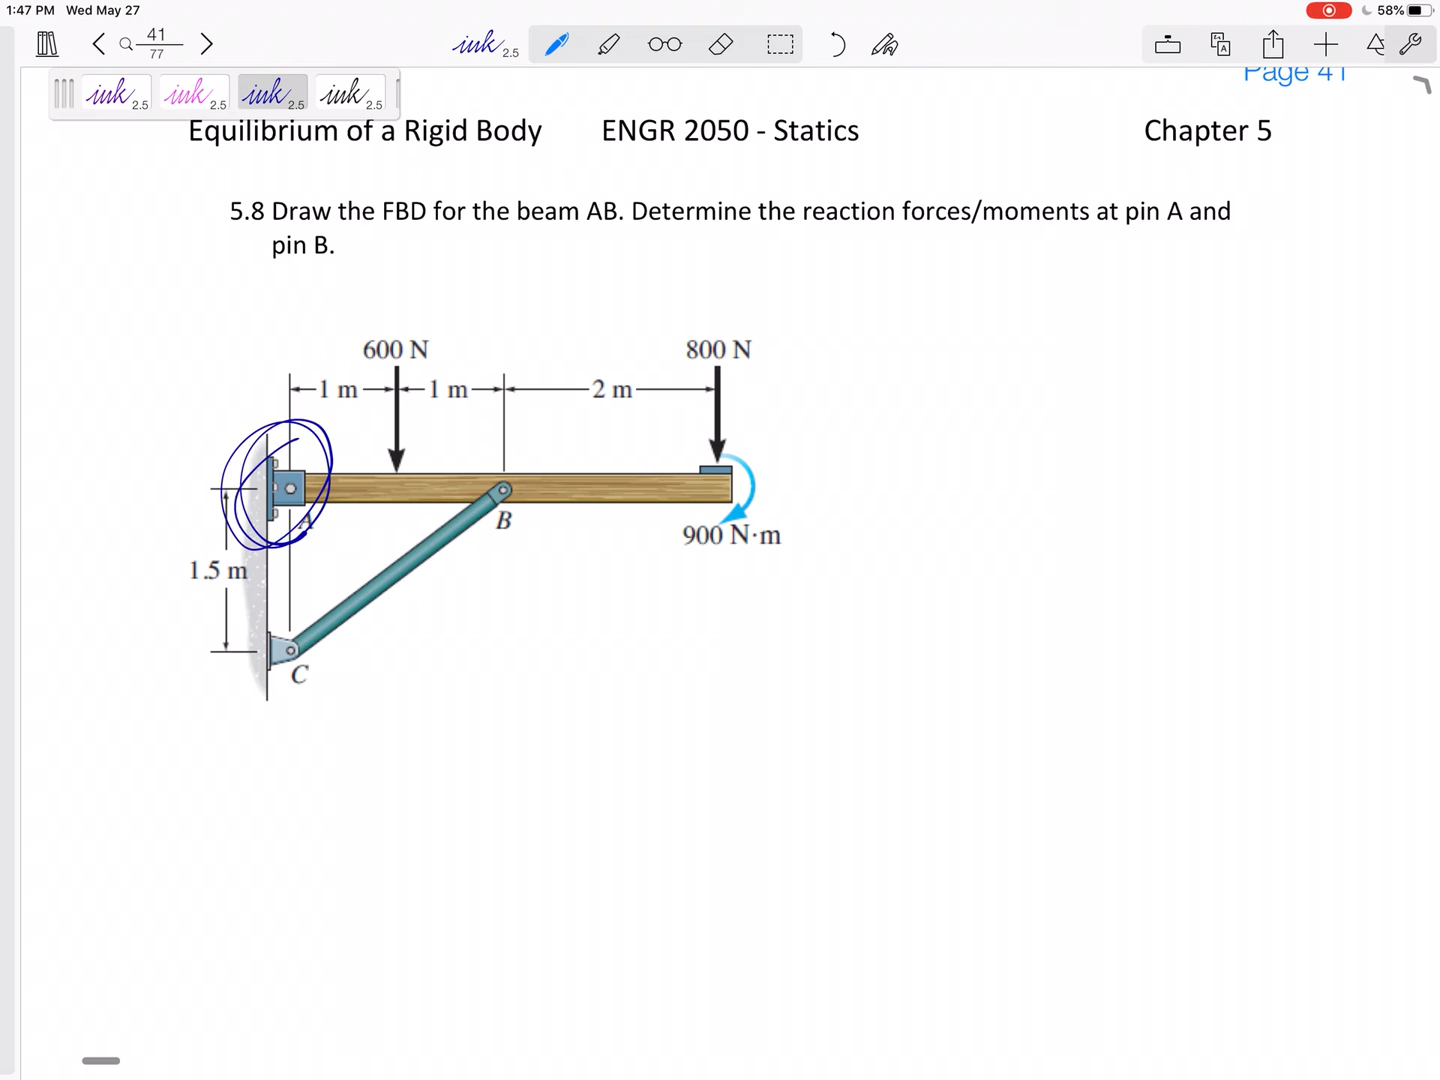 1:47 PM Wed May 27
58%
41
77
ink 2.5
ink 2.5
ink 2.5
ink 2.5
ink 2.5
Page 41
Equilibrium of a Rigid Body ENGR 2050 - Statics Chapter 5
5.8 Draw the FBD for the beam AB. Determine the reaction forces/moments at pin A and
pin B.
600 N
800 N
1 m
1 m
2 m
A
B
900 N·m
1.5 m
C